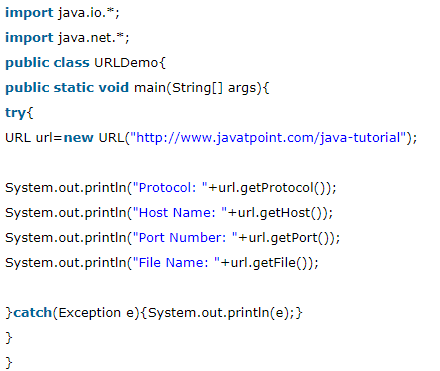 import java.io.*;
import java.net.*;
public class URLDemo{
public static void main(String[] args){
try{
URL url=new URL("http://www.javatpoint.com/java-tutorial");
System.out.println("Protocol: "+url.getProtocol());
System.out.println("Host Name: "+url.getHost());
System.out.println("Port Number: "+url.getPort());
System.out.println("File Name: "+url.getFile());
}catch(Exception e){System.out.println(e);}
}
}